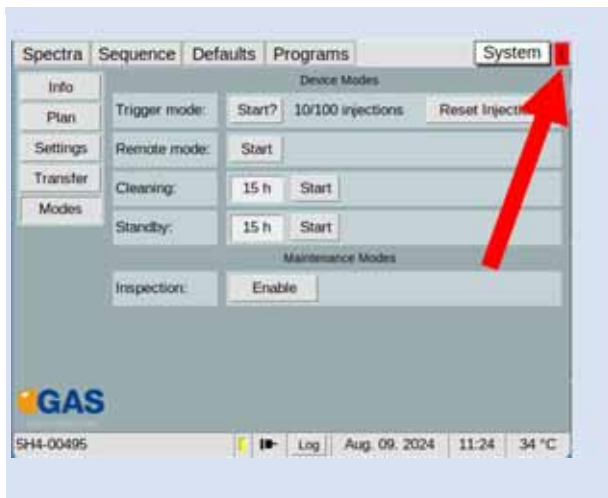 Spectra Sequence Defaults Programs System
Info
Plan
Settings
Transfer
Modes
Device Modes
Trigger mode: Start? 10/100 injections Reset
Remote mode: Start
Cleaning: 15 h Start
Standby: 15 h Start
Maintenance Modes
Inspection: Enable
GAS
5H4-00495 Log Aug. 09. 2024 11:24 34 °C